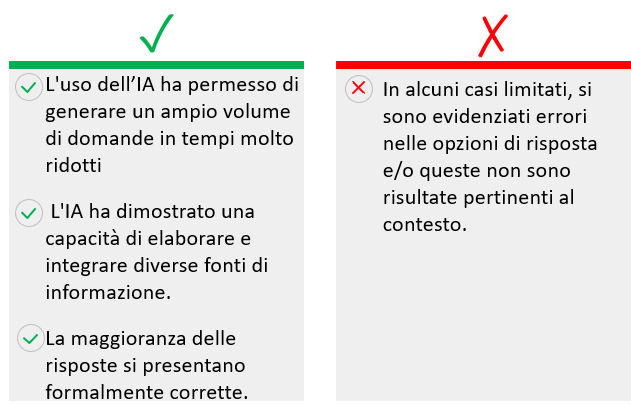 L'uso dell’IA ha permesso di
generare un ampio volume
di domande in tempi molto
ridotti
L'IA ha dimostrato una
capacità di elaborare e
integrare diverse fonti di
informazione.
La maggioranza delle
risposte si presentano
formalmente corrette.
In alcuni casi limitati, si
sono evidenziati errori
nelle opzioni di risposta
e/o queste non sono
risultate pertinenti al
contesto.